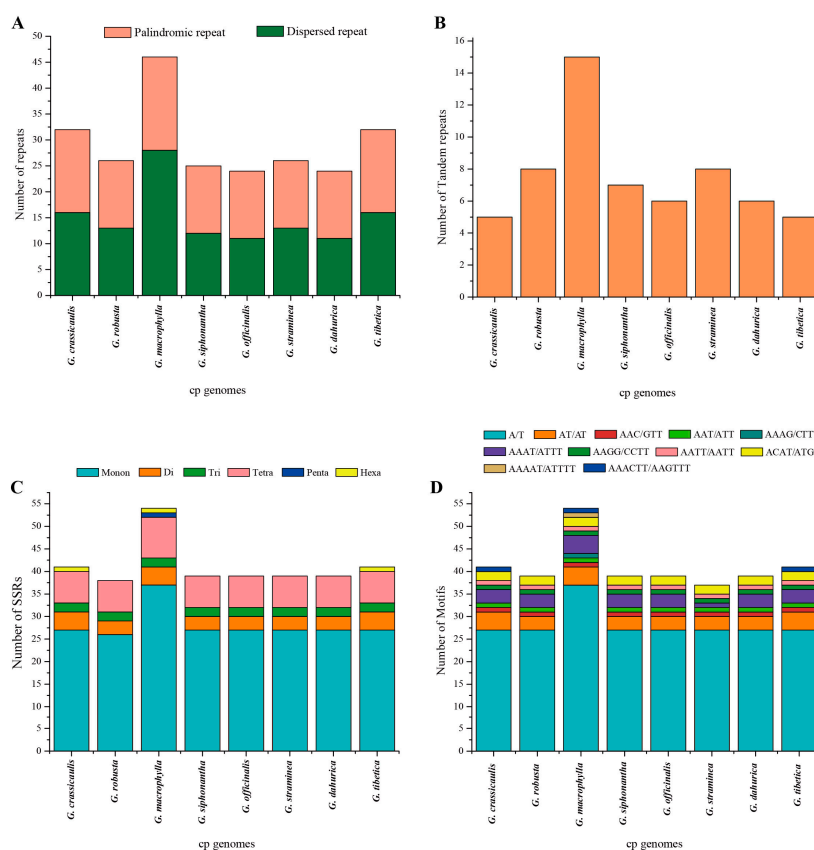 A
Palindromic repeat
Dispersed repeat
50
45
40
35
30
25
20
15
10
5
0
Number of repeats
G. crassicaulis
G. robusta
G. macrophylla
G. siphonantha
G. officinalis
G. straminea
G. dahurica
G. tibetica
cp genomes
B
16
14
12
10
8
6
4
2
0
Number of Tandem repeats
G. crassicaulis
G. robusta
G. macrophylla
G. siphonantha
G. officinalis
G. straminea
G. dahurica
G. tibetica
cp genomes
C
Monon
Di
Tri
Tetra
Penta
Hexa
55
50
45
40
35
30
25
20
15
10
5
0
Number of SSRs
G. crassicaulis
G. robusta
G. macrophylla
G. siphonantha
G. officinalis
G. straminea
G. dahurica
G. tibetica
cp genomes
A/T
AT/AT
AAC/GTT
AAT/ATT
AAAG/CTT
AAAT/ATTT
AAGG/CCTT
AATT/AATT
ACAT/ATG
AAAAT/ATTTT
AAACTT/AAGTTT
D
55
50
45
40
35
30
25
20
15
10
5
0
Number of Motifs
G. crassicaulis
G. robusta
G. macrophylla
G. siphonantha
G. officinalis
G. straminea
G. dahurica
G. tibetica
cp genomes